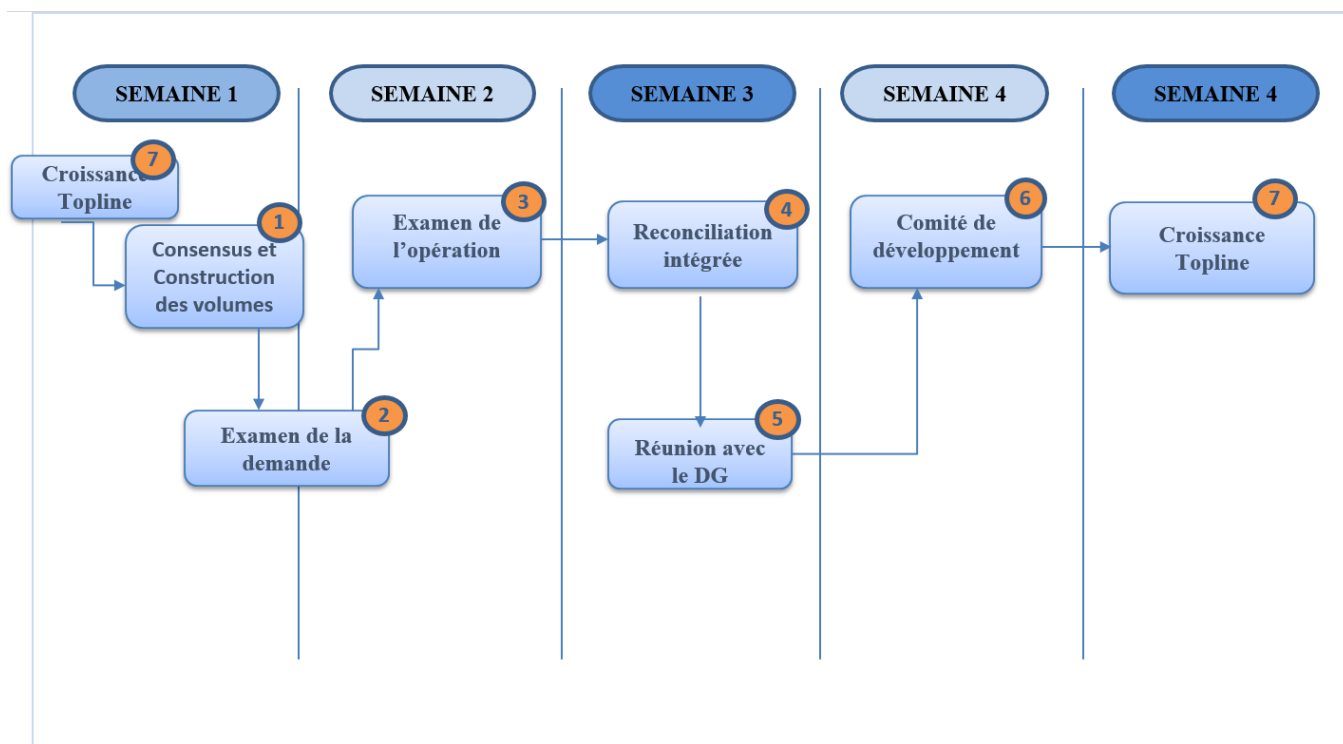 SEMAINE 1
SEMAINE 2
SEMAINE 3
SEMAINE 4
SEMAINE 4
7
Croissance
Topline
1
Consensus et
Construction
des volumes
2
Examen de la
demande
3
Examen de
l’opération
4
Reconciliation
intégrée
5
Réunion avec
le DG
6
Comité de
développement
7
Croissance
Topline